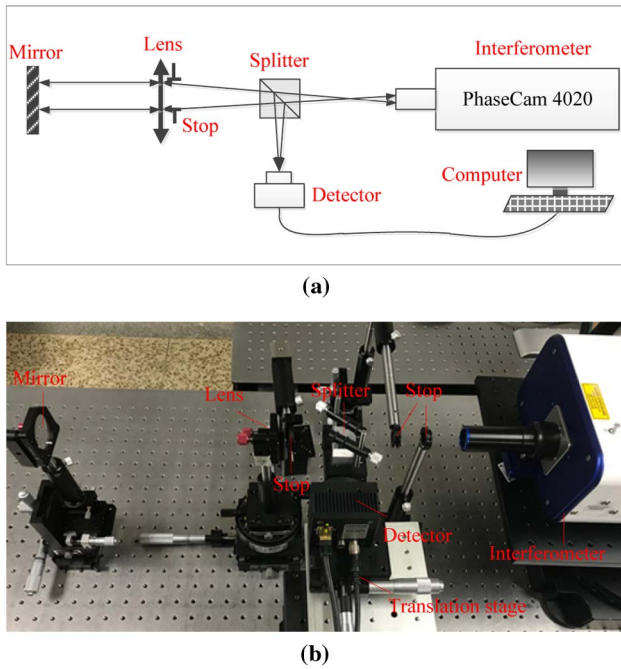 Mirror
Lens
Splitter
Interferometer
PhaseCam 4020
Stop
Computer
Detector
(a)
Mirror
Lens
Splitter
Stop
Stop
Detector
Interferometer
Translation stage
(b)